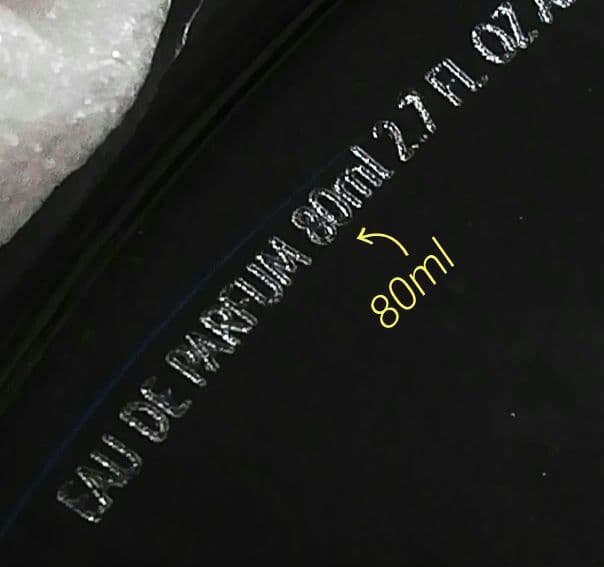 EAU DE PARFUM 80ml 2.7 FL OZ
80ml